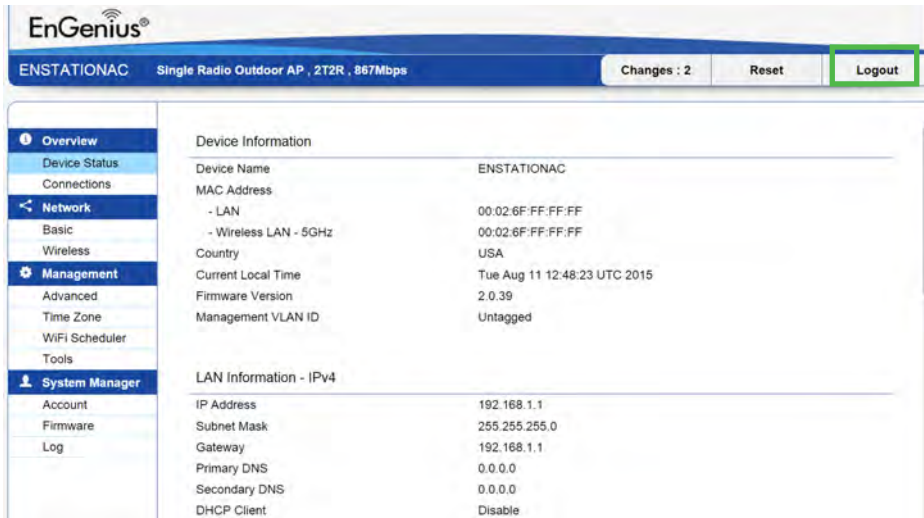 EnGenius®
ENSTATIONAC Single Radio Outdoor AP , 2T2R , 867Mbps Changes : 2 Reset Logout
Overview
Device Status
Connections
Network
Basic
Wireless
Management
Advanced
Time Zone
WiFi Scheduler
Tools
System Manager
Account
Firmware
Log
Device Information
Device Name ENSTATIONAC
MAC Address
- LAN 00:02:6F:FF:FF:FF
- Wireless LAN - 5GHz 00:02:6F:FF:FF:FF
Country USA
Current Local Time Tue Aug 11 12:48:23 UTC 2015
Firmware Version 2.0.39
Management VLAN ID Untagged
LAN Information - IPv4
IP Address 192.168.1.1
Subnet Mask 255.255.255.0
Gateway 192.168.1.1
Primary DNS 0.0.0.0
Secondary DNS 0.0.0.0
DHCP Client Disable